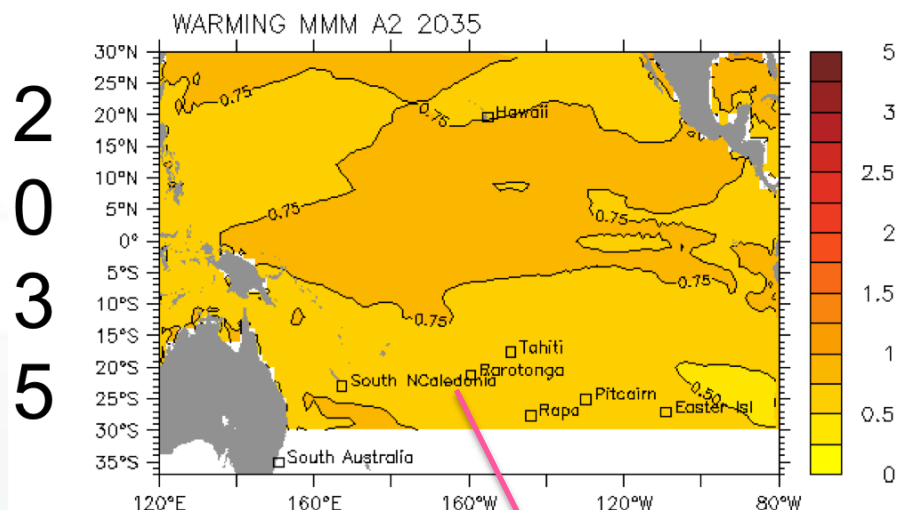 WARMING MMM A2 2035
2
0
3
5
30°N
25°N
20°N
15°N
10°N
5°N
0°
5°S
10°S
15°S
20°S
25°S
30°S
35°S
120°E
160°E
160°W
120°W
80°W
0.75
0.75
Hawaii
0.75
0.75
0.75
0.75
Tahiti
Rarotonga
South NCaledonia
Pitcairn
0.50
Rapa
Easter Isl
South Australia
5
3
2.5
2
1.5
1
0.5
0